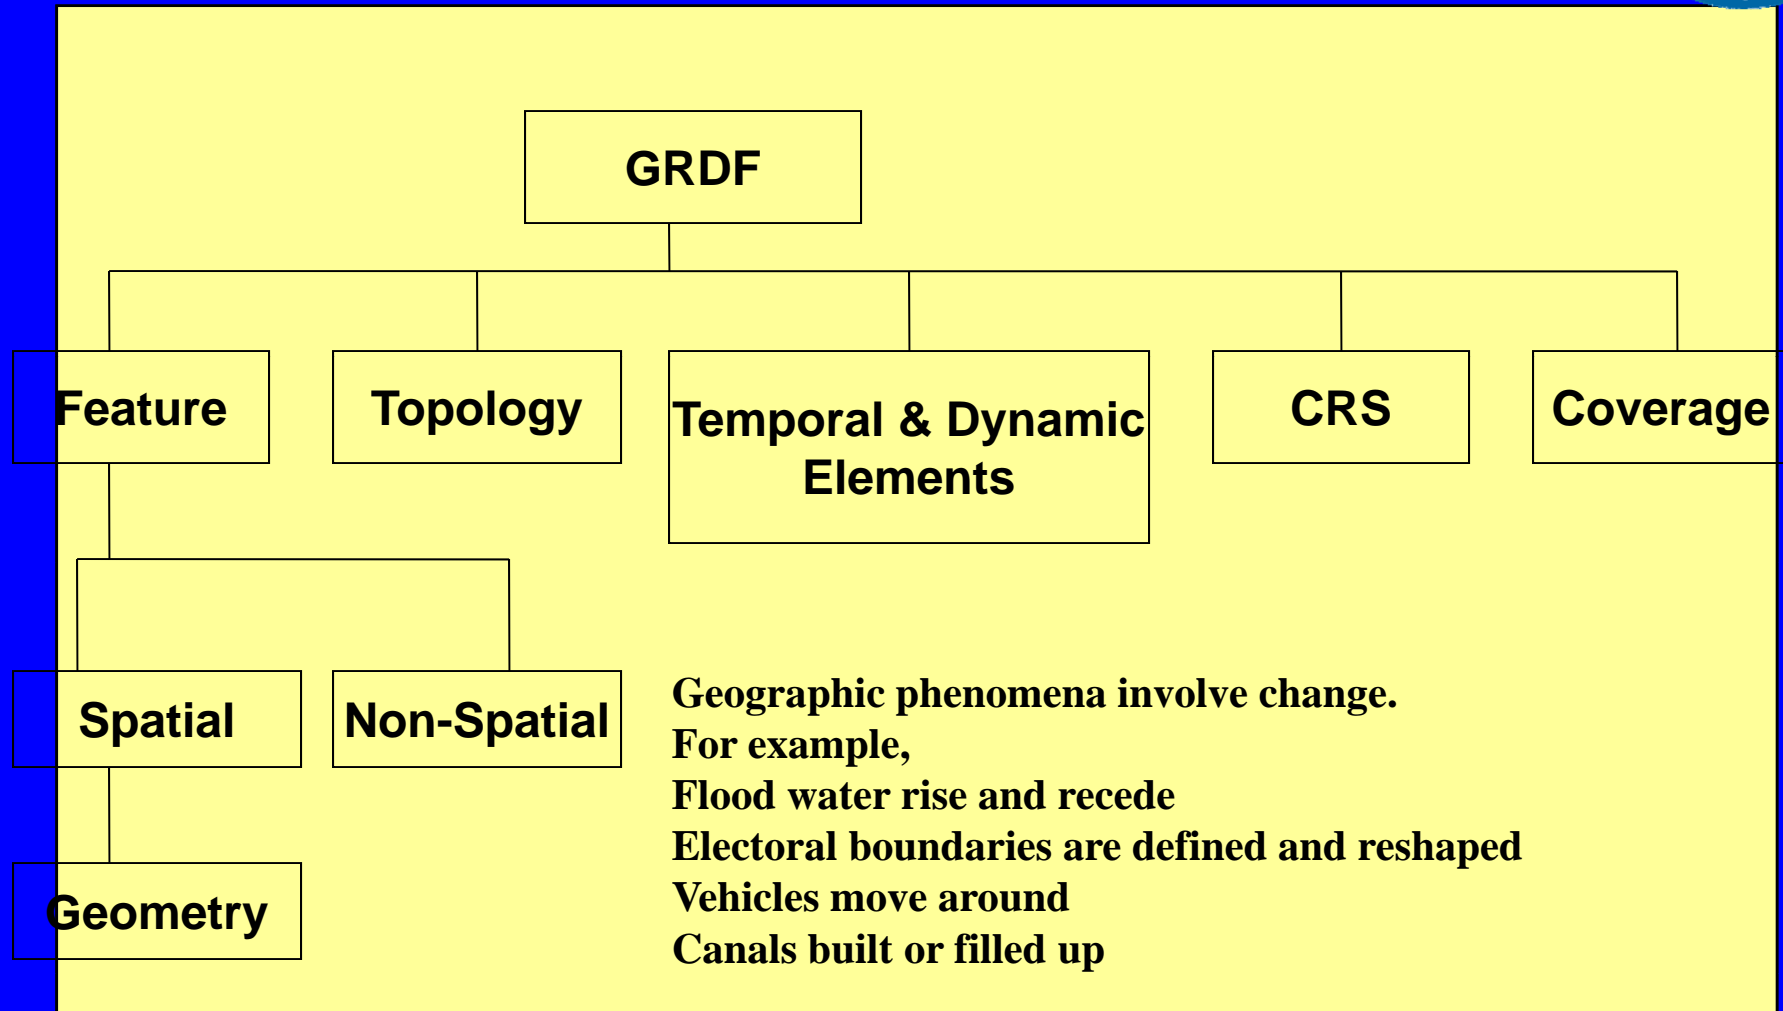 GRDF
Feature
Topology
Temporal & Dynamic
Elements
CRS
Coverage
Spatial
Non-Spatial
Geometry
Geographic phenomena involve change.
For example,
Flood water rise and recede
Electoral boundaries are defined and reshaped
Vehicles move around
Canals built or filled up